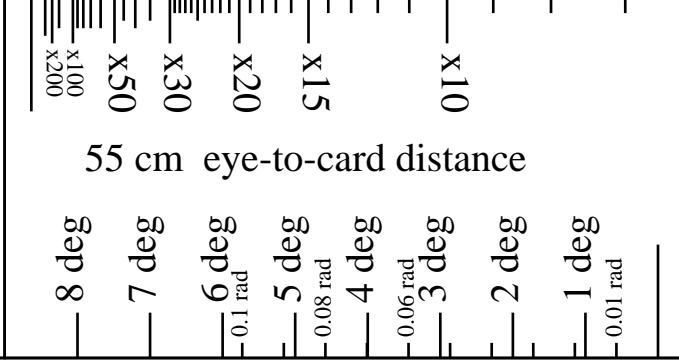 x200 x100 x50 x30 x20 x15 x10
55 cm eye-to-card distance
8 deg 7 deg 6 deg 0.1 rad 5 deg 0.08 rad 4 deg 0.06 rad 3 deg 2 deg 1 deg 0.01 rad